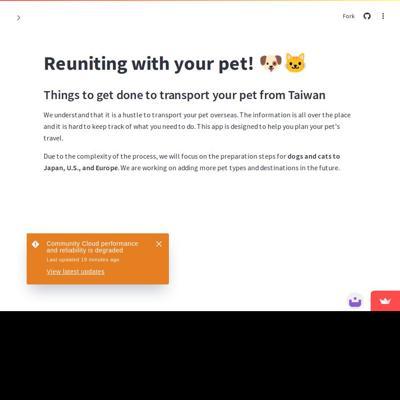 Fork
Reuniting with your pet! 🐶🐱
Things to get done to transport your pet from Taiwan
We understand that it is a hustle to transport your pet overseas. The information is all over the place
and it is hard to keep track of what you need to do. This app is designed to help you plan your pet's
travel.
Due to the complexity of the process, we will focus on the preparation steps for dogs and cats to
Japan, U.S., and Europe. We are working on adding more pet types and destinations in the future.
Community Cloud performance
and reliability is degraded
Last updated 19 minutes ago
View latest updates